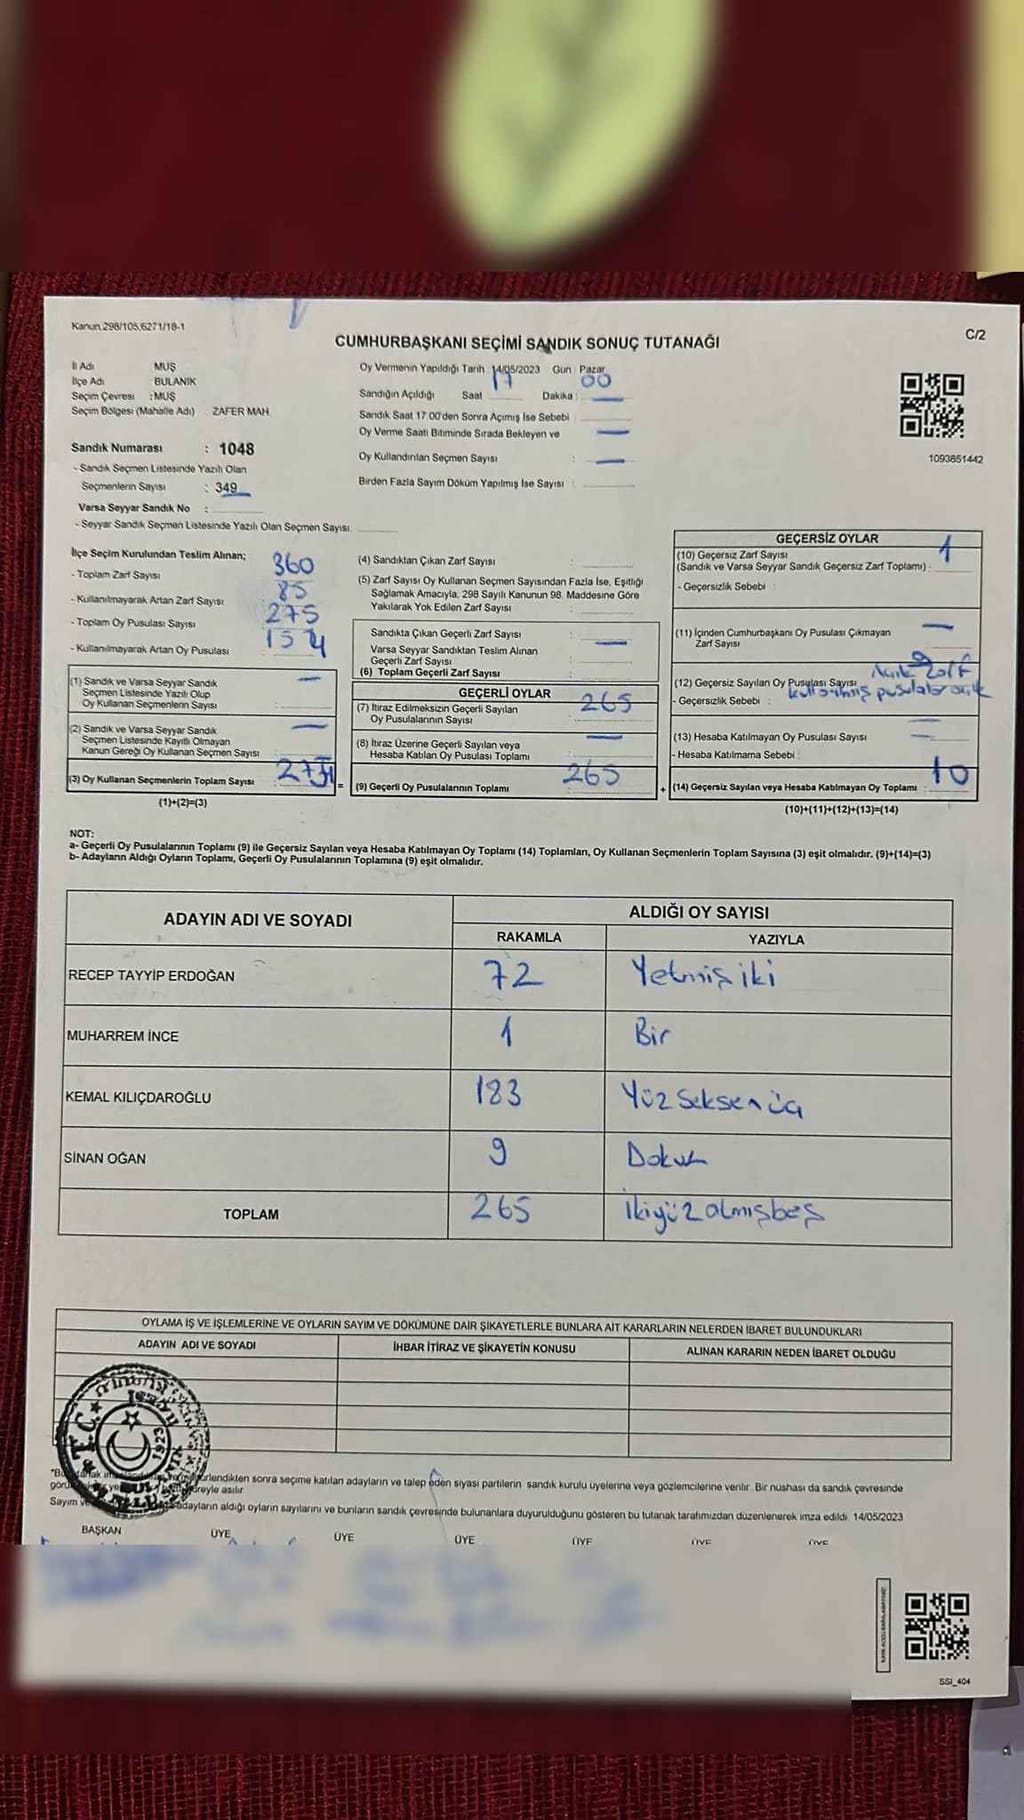 Kanun.298/105,6271/18-1
C/2
CUMHURBAŞKANI SEÇİMİ SANDIK SONUÇ TUTANAĞI
İl Adı MUŞ
İlçe Adı BULANIK
Seçim Çevresi : MUŞ
Seçim Bölgesi (Mahalle Adı) ZAFER MAH.
Sandık Numarası : 1048
- Sandık Seçmen Listesinde Yazılı Olan
Seçmenlerin Sayısı : 349
Varsa Seyyar Sandık No :
- Seyyar Sandık Seçmen Listesinde Yazılı Olan Seçmen Sayısı:
Oy Vermenin Yapıldığı Tarih 14/05/2023 Gün Pazar
Sandığın Açıldığı Saat 17 Dakika : 00
Sandık Saat 17.00'den Sonra Açımış İse Sebebi
Oy Verme Saati Bitiminde Sırada Bekleyen ve
Oy Kullandırılan Seçmen Sayısı : —
Birden Fazla Sayım Döküm Yapılmış İse Sayısı :
1093851442
İlçe Seçim Kurulundan Teslim Alınan;
- Toplam Zarf Sayısı 360
- Kullanılmayarak Artan Zarf Sayısı 85
- Toplam Oy Pusulası Sayısı 275
- Kullanılmayarak Artan Oy Pusulası
(1) Sandık ve Varsa Seyyar Sandık
Seçmen Listesinde Yazılı Olup
Oy Kullanan Seçmenlerin Sayısı : —
(2) Sandık ve Varsa Seyyar Sandık
Seçmen Listesinde Kayıtlı Olmayan
Kanun Gereği Oy Kullanan Seçmen Sayısı : —
(3) Oy Kullanan Seçmenlerin Toplam Sayısı
(1)+(2)=(3)
(4) Sandıktan Çıkan Zarf Sayısı :
(5) Zarf Sayısı Oy Kullanan Seçmen Sayısından Fazla İse, Eşitliği
Sağlamak Amacıyla, 298 Sayılı Kanunun 98. Maddesine Göre
Yakılarak Yok Edilen Zarf Sayısı :
Sandıkta Çıkan Geçerli Zarf Sayısı :
Varsa Seyyar Sandıktan Teslim Alınan —
Geçerli Zarf Sayısı :
(6) Toplam Geçerli Zarf Sayısı :
GEÇERLİ OYLAR
(7) İtiraz Edilmeksizin Geçerli Sayılan 265
Oy Pusulalarının Sayısı
(8) İtiraz Üzerine Geçerli Sayılan veya —
Hesaba Katılan Oy Pusulası Toplamı
= (9) Geçerli Oy Pusulalarının Toplamı 265
GEÇERSİZ OYLAR
(10) Geçersiz Zarf Sayısı 1
(Sandık ve Varsa Seyyar Sandık Geçersiz Zarf Toplamı) :
- Geçersizlik Sebebi :
(11) İçinden Cumhurbaşkanı Oy Pusulası Çıkmayan —
Zarf Sayısı
(12) Geçersiz Sayılan Oy Pusulası Sayısı 9
Açık Zarf
- Geçersizlik Sebebi : pusulalar açık
(13) Hesaba Katılmayan Oy Pusulası Sayısı —
- Hesaba Katılmama Sebebi :
+ (14) Geçersiz Sayılan veya Hesaba Katılmayan Oy Toplamı : 10
(10)+(11)+(12)+(13)=(14)
NOT:
a- Geçerli Oy Pusulalarının Toplamı (9) ile Geçersiz Sayılan veya Hesaba Katılmayan Oy Toplamı (14) Toplamları, Oy Kullanan Seçmenlerin Toplam Sayısına (3) eşit olmalıdır. (9)+(14)=(3)
b- Adayların Aldığı Oyların Toplamı, Geçerli Oy Pusulalarının Toplamına (9) eşit olmalıdır.
ADAYIN ADI VE SOYADI ALDIĞI OY SAYISI
RAKAMLA YAZIYLA
RECEP TAYYİP ERDOĞAN 72 Yetmiş iki
MUHARREM İNCE 1 Bir
KEMAL KILIÇDAROĞLU 183 Yüz Seksen üç
SİNAN OĞAN 9 Dokuz
TOPLAM 265 İkiyüz altmışbeş
OYLAMA İŞ VE İŞLEMLERİNE VE OYLARIN SAYIM VE DÖKÜMÜNE DAİR ŞİKAYETLERLE BUNLARA AİT KARARLARIN NELERDEN İBARET BULUNDUKLARI
ADAYIN ADI VE SOYADI İHBAR İTİRAZ VE ŞİKAYETİN KONUSU ALINAN KARARIN NEDEN İBARET OLDUĞU
T.C.
1923
sonra seçime katılan adayların ve talep eden siyasi partilerin sandık kurulu üyelerine veya gözlemcilerine verilir. Bir nüshası da sandık çevresinde
asılır
Sayım adayların aldığı oyların sayılarını ve bunların sandık çevresinde bulunanlara duyurulduğunu gösteren bu tutanak tarafımızdan düzenlenerek imza edildi. 14/05/2023
BAŞKAN ÜYE ÜYE ÜYE ÜYE ÜYE ÜYE
SSİ_404